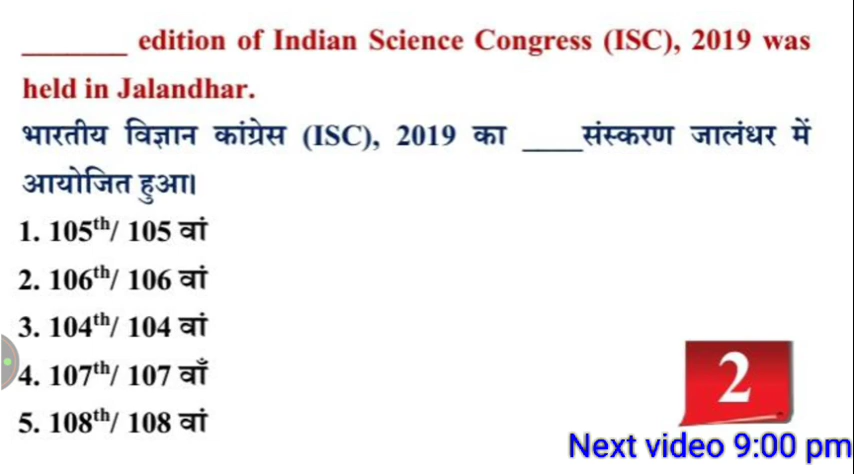 _______ edition of Indian Science Congress (ISC), 2019 was
held in Jalandhar.
भारतीय विज्ञान कांग्रेस (ISC), 2019 का ____संस्करण जालंधर में
आयोजित हुआ।
1. 105th/ 105 वां
2. 106th/ 106 वां
3. 104th/ 104 वां
4. 107th/ 107 वाँ
5. 108th/ 108 वां
2
Next video 9:00 pm